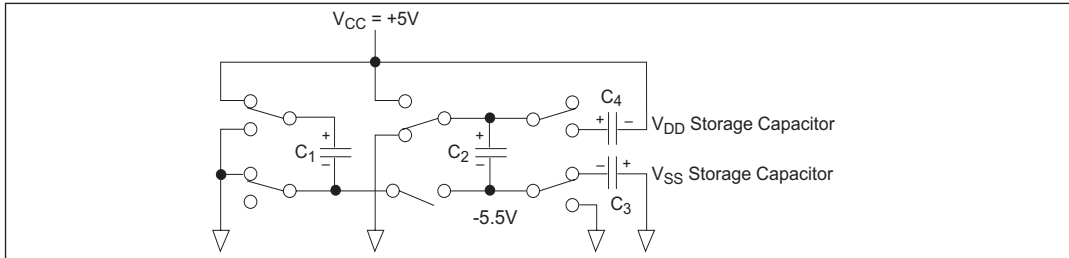 V_CC = +5V
C_4
+ –
V_DD Storage Capacitor
+
C_1
–
+
C_2
–
– +
V_SS Storage Capacitor
C_3
-5.5V